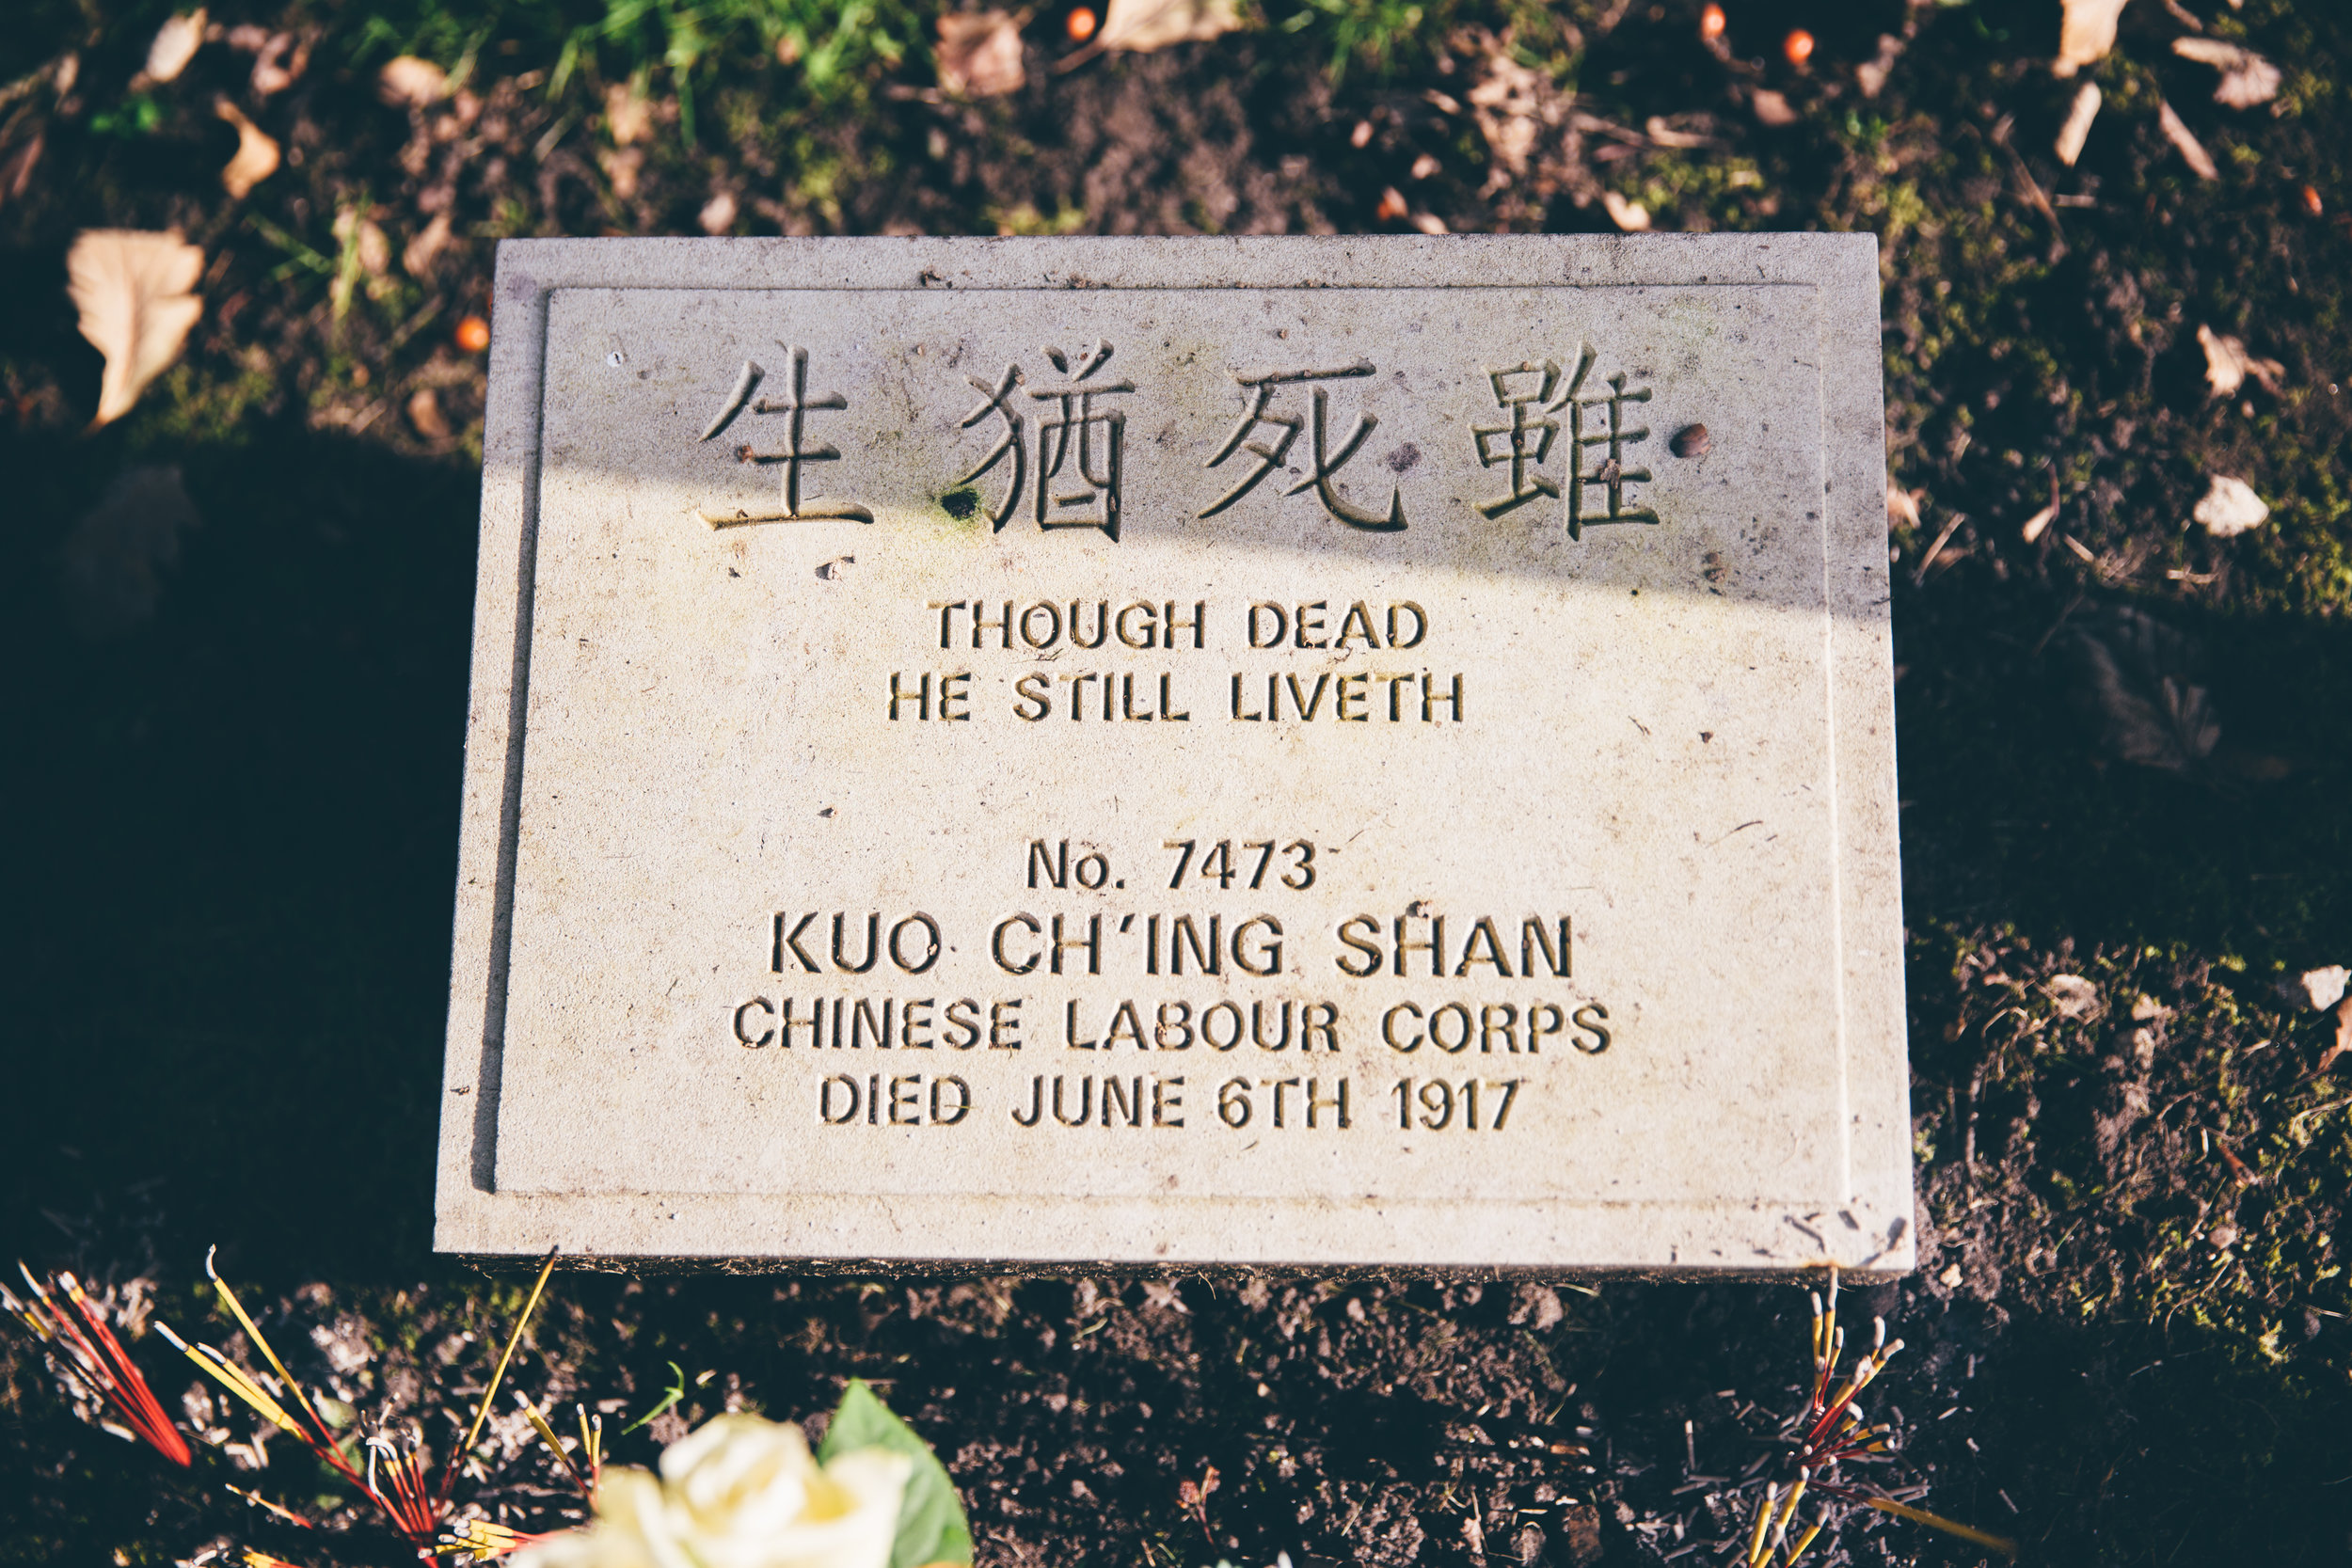 雖死猶生
THOUGH DEAD
HE STILL LIVETH
No. 7473
KUO CH'ING SHAN
CHINESE LABOUR CORPS
DIED JUNE 6TH 1917